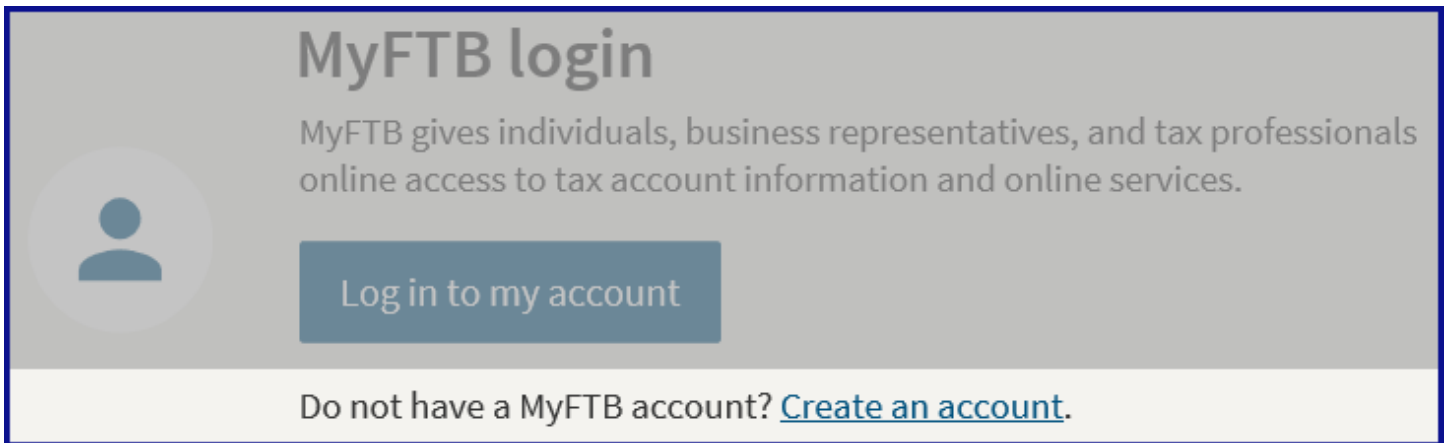 MyFTB login
MyFTB gives individuals, business representatives, and tax professionals
online access to tax account information and online services.
Log in to my account
Do not have a MyFTB account? Create an account.